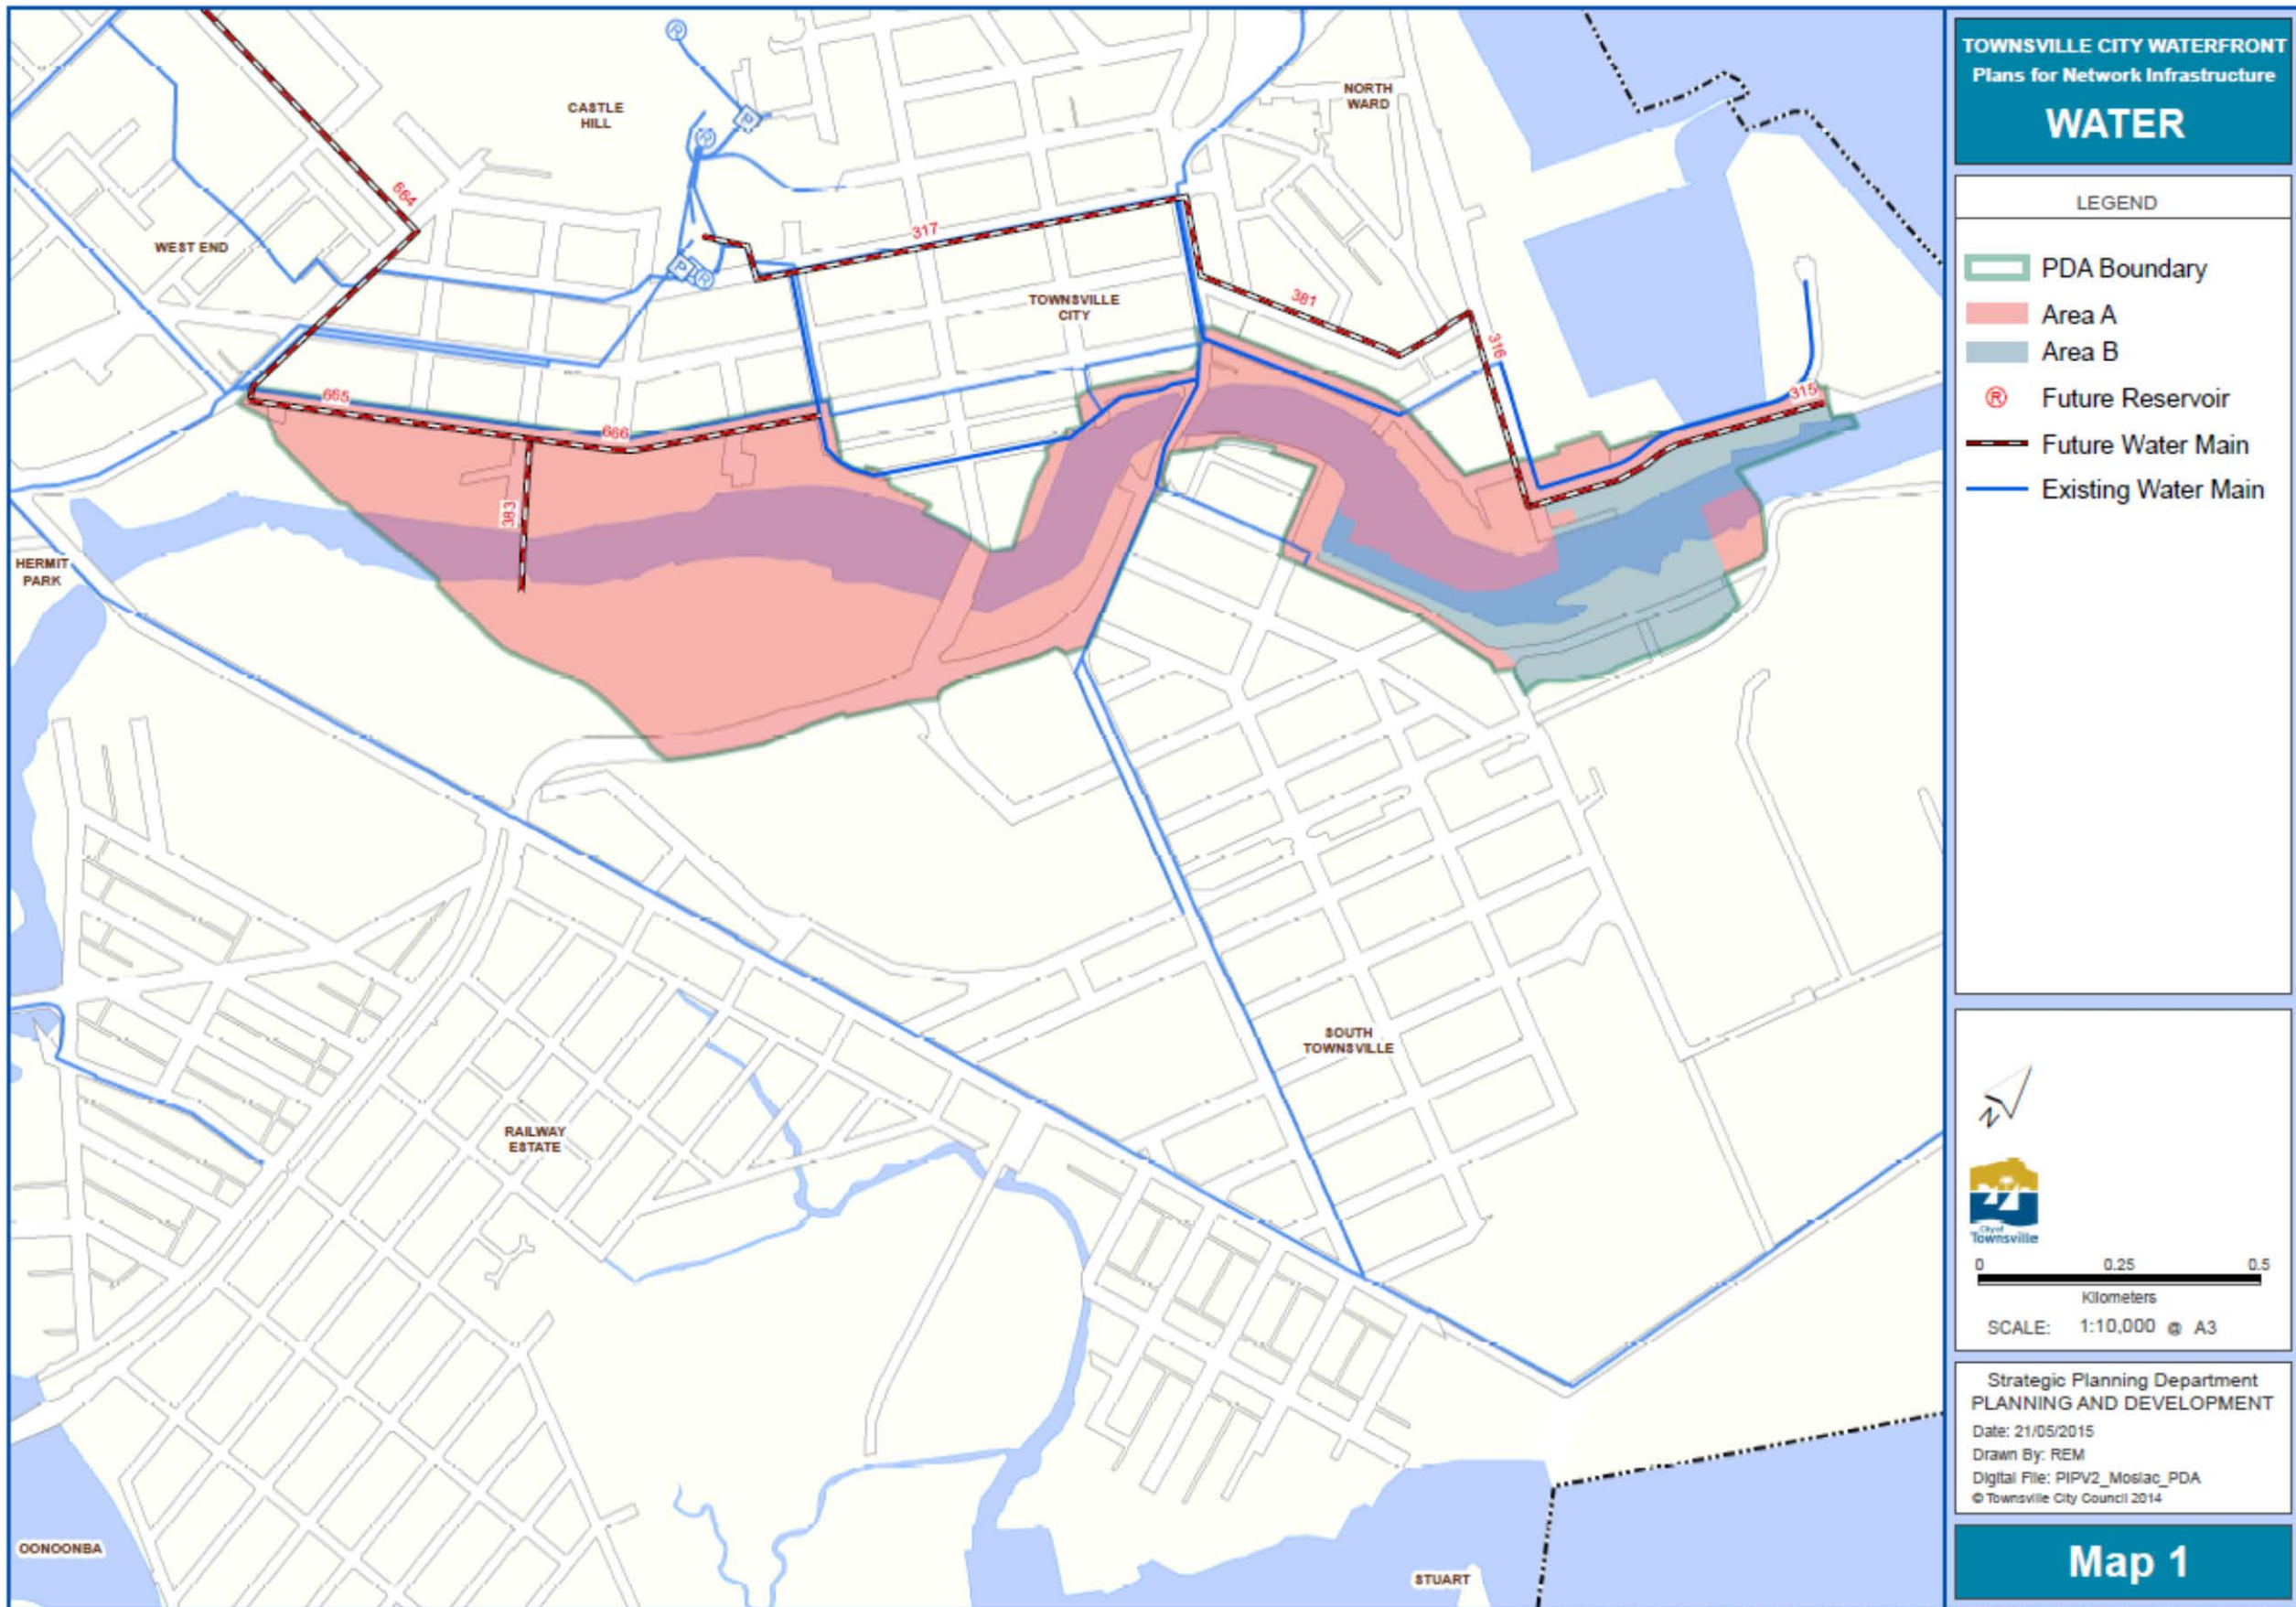 CASTLE
HILL
NORTH
WARD
WEST END
TOWNSVILLE
CITY
HERMIT
PARK
SOUTH
TOWNSVILLE
RAILWAY
ESTATE
OONOONBA
STUART
664
317
381
316
315
665
666
383
R
P
R
P
R
TOWNSVILLE CITY WATERFRONT
Plans for Network Infrastructure
WATER
LEGEND
PDA Boundary
Area A
Area B
R Future Reservoir
Future Water Main
Existing Water Main
N
City of
Townsville
0 0.25 0.5
Kilometers
SCALE: 1:10,000 @ A3
Strategic Planning Department
PLANNING AND DEVELOPMENT
Date: 21/05/2015
Drawn By: REM
Digital File: PIPV2_Mosiac_PDA
© Townsville City Council 2014
Map 1